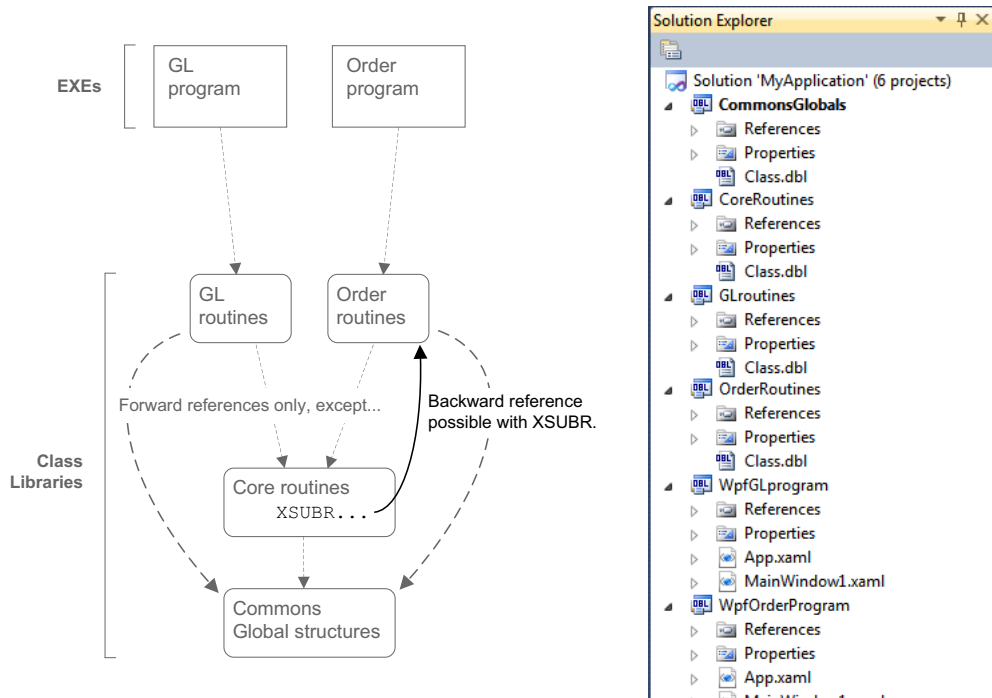 EXEs
GL
program
Order
program
GL
routines
Order
routines
Forward references only, except...
Backward reference
possible with XSUBR.
Class
Libraries
Core routines
XSUBR...
Commons
Global structures
Solution Explorer
Solution 'MyApplication' (6 projects)
CommonsGlobals
References
Properties
Class.dbl
CoreRoutines
References
Properties
Class.dbl
GLroutines
References
Properties
Class.dbl
OrderRoutines
References
Properties
Class.dbl
WpfGLprogram
References
Properties
App.xaml
MainWindow1.xaml
WpfOrderProgram
References
Properties
App.xaml